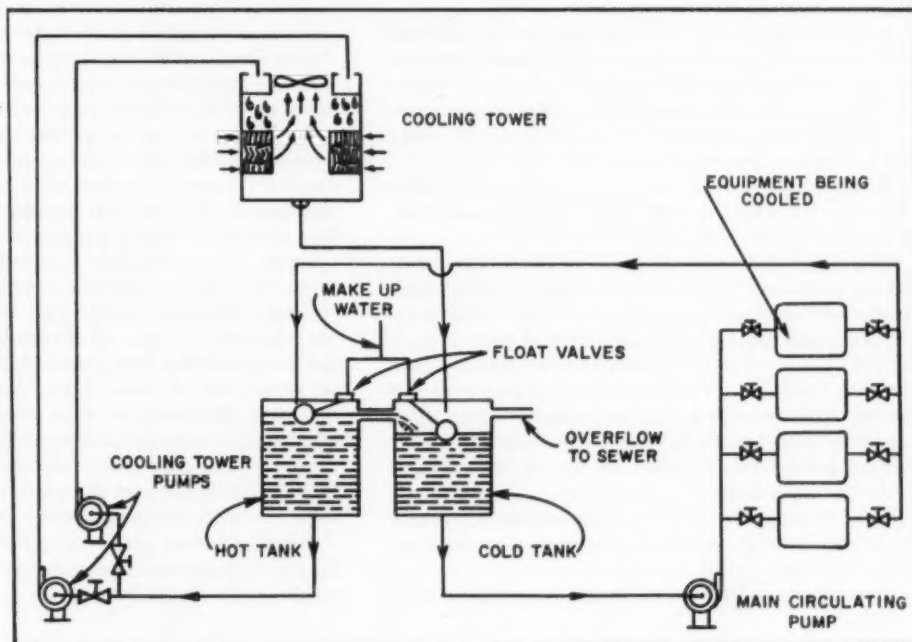 COOLING TOWER
EQUIPMENT BEING
COOLED
MAKE UP
WATER
FLOAT VALVES
OVERFLOW
TO SEWER
COOLING TOWER
PUMPS
HOT TANK
COLD TANK
MAIN CIRCULATING
PUMP